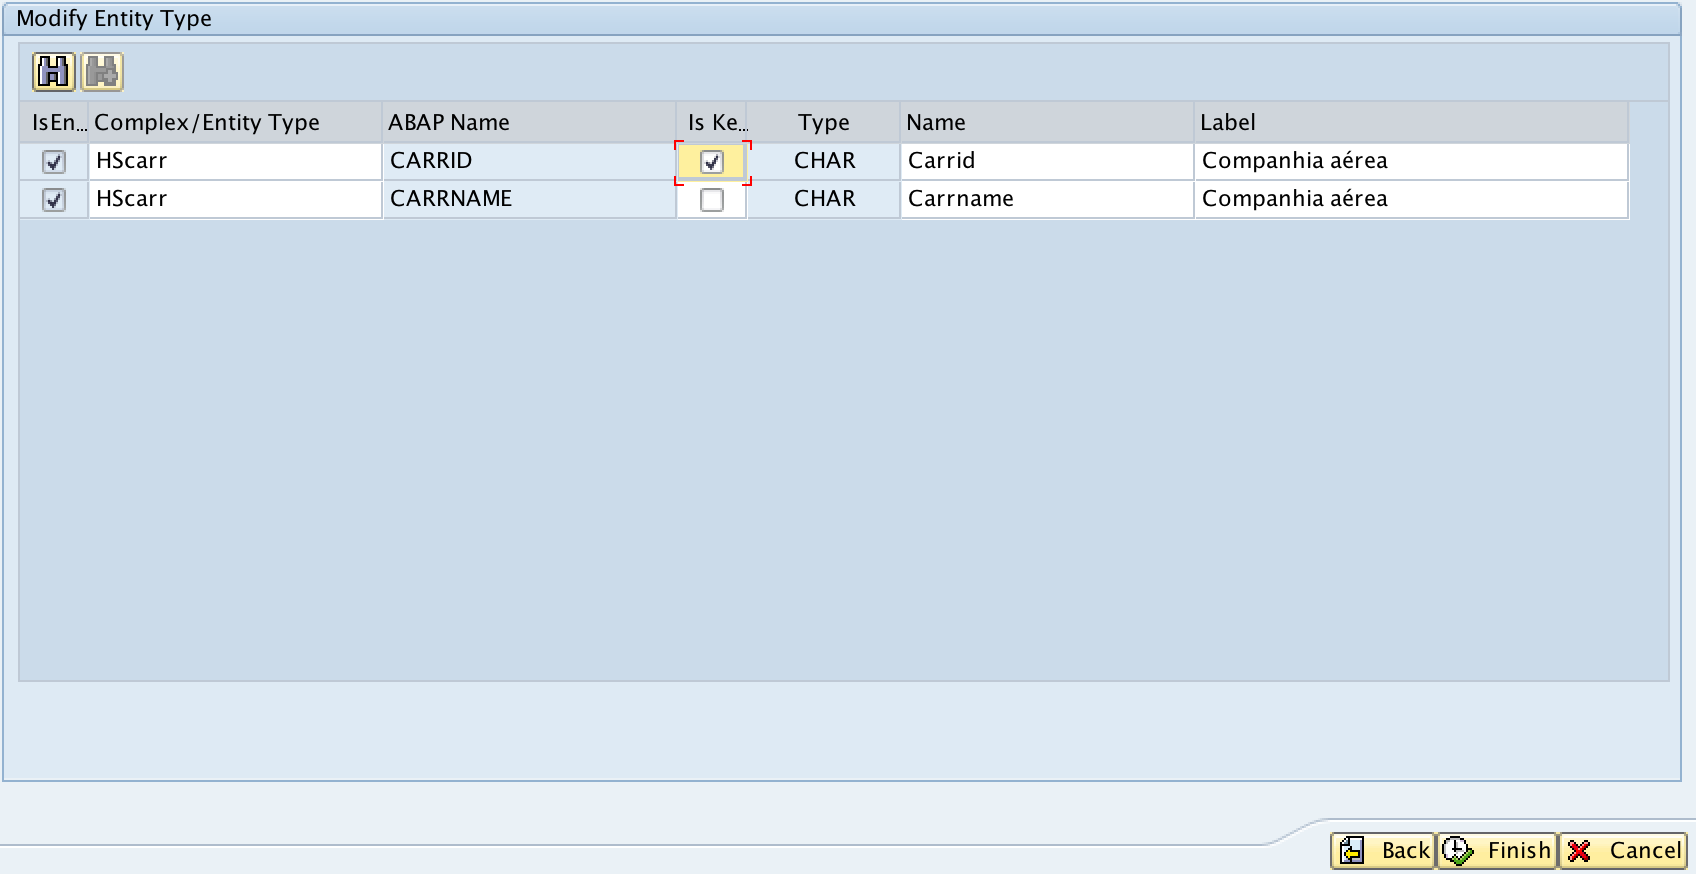 Modify Entity Type
IsEn... Complex/Entity Type ABAP Name Is Ke... Type Name Label
HScarr CARRID CHAR Carrid Companhia aérea
HScarr CARRNAME CHAR Carrname Companhia aérea
Back Finish Cancel